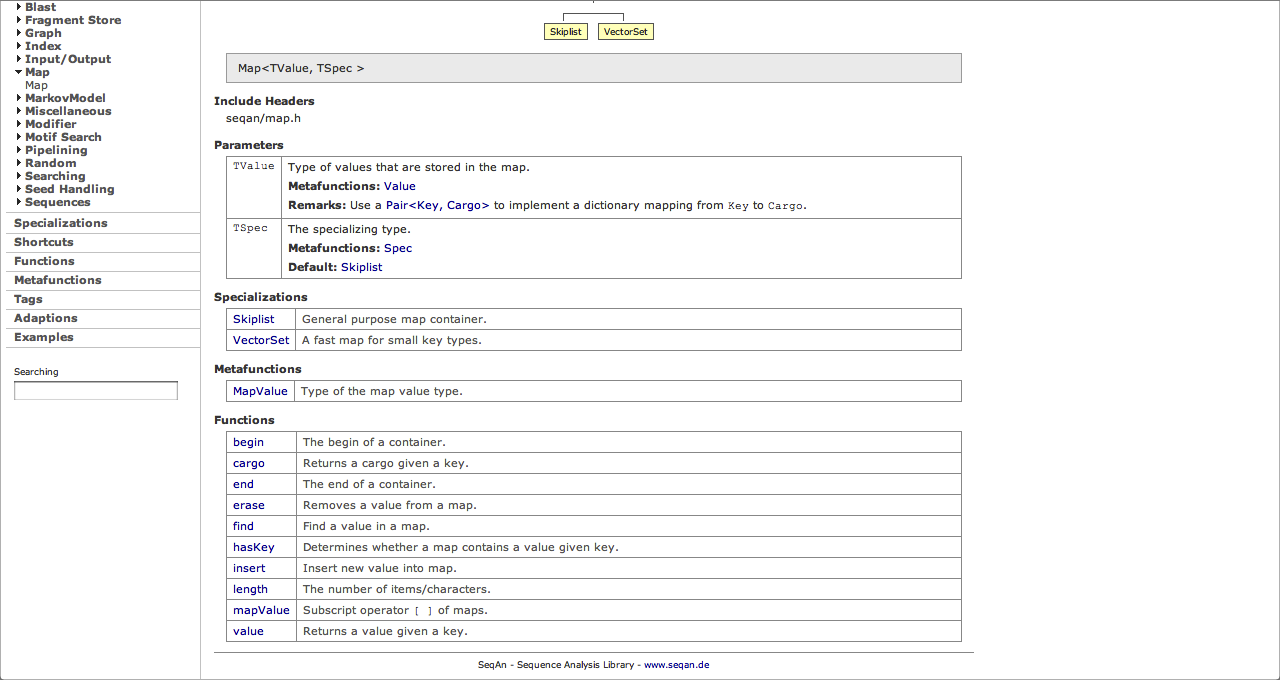 Blast
Fragment Store
Graph
Index
Input/Output
Map
Map
MarkovModel
Miscellaneous
Modifier
Motif Search
Pipelining
Random
Searching
Seed Handling
Sequences
Specializations
Shortcuts
Functions
Metafunctions
Tags
Adaptions
Examples
Searching
Skiplist VectorSet
Map<TValue, TSpec >
Include Headers
seqan/map.h
Parameters
TValue Type of values that are stored in the map.
Metafunctions: Value
Remarks: Use a Pair<Key, Cargo> to implement a dictionary mapping from Key to Cargo.
TSpec The specializing type.
Metafunctions: Spec
Default: Skiplist
Specializations
Skiplist General purpose map container.
VectorSet A fast map for small key types.
Metafunctions
MapValue Type of the map value type.
Functions
begin The begin of a container.
cargo Returns a cargo given a key.
end The end of a container.
erase Removes a value from a map.
find Find a value in a map.
hasKey Determines whether a map contains a value given key.
insert Insert new value into map.
length The number of items/characters.
mapValue Subscript operator [ ] of maps.
value Returns a value given a key.
SeqAn - Sequence Analysis Library - www.seqan.de